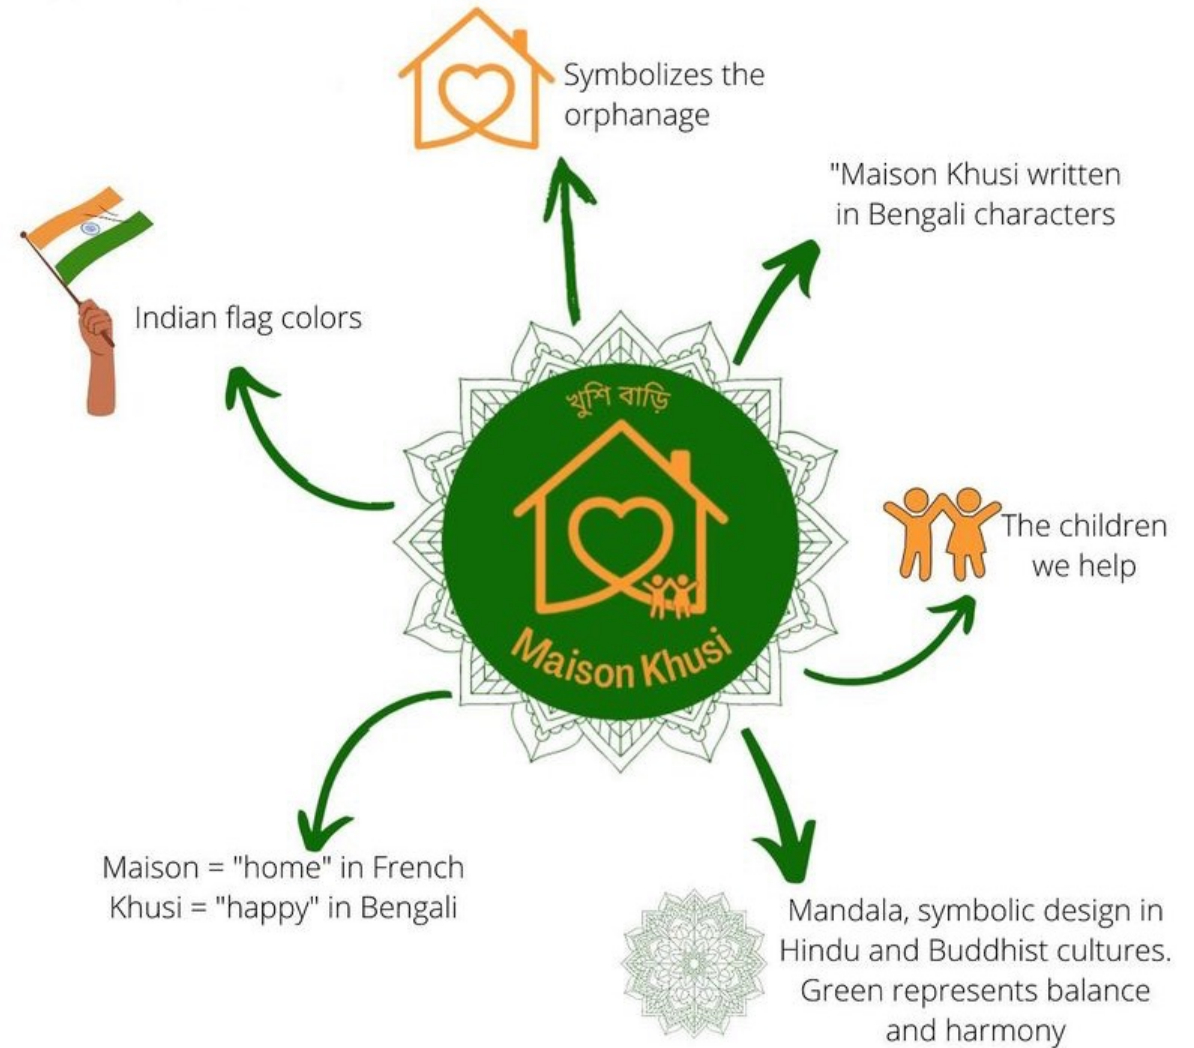 Symbolizes the
orphanage
"Maison Khusi written
in Bengali characters
Indian flag colors
খুশি বাড়ি
Maison Khusi
The children
we help
Maison = "home" in French
Khusi = "happy" in Bengali
Mandala, symbolic design in
Hindu and Buddhist cultures.
Green represents balance
and harmony